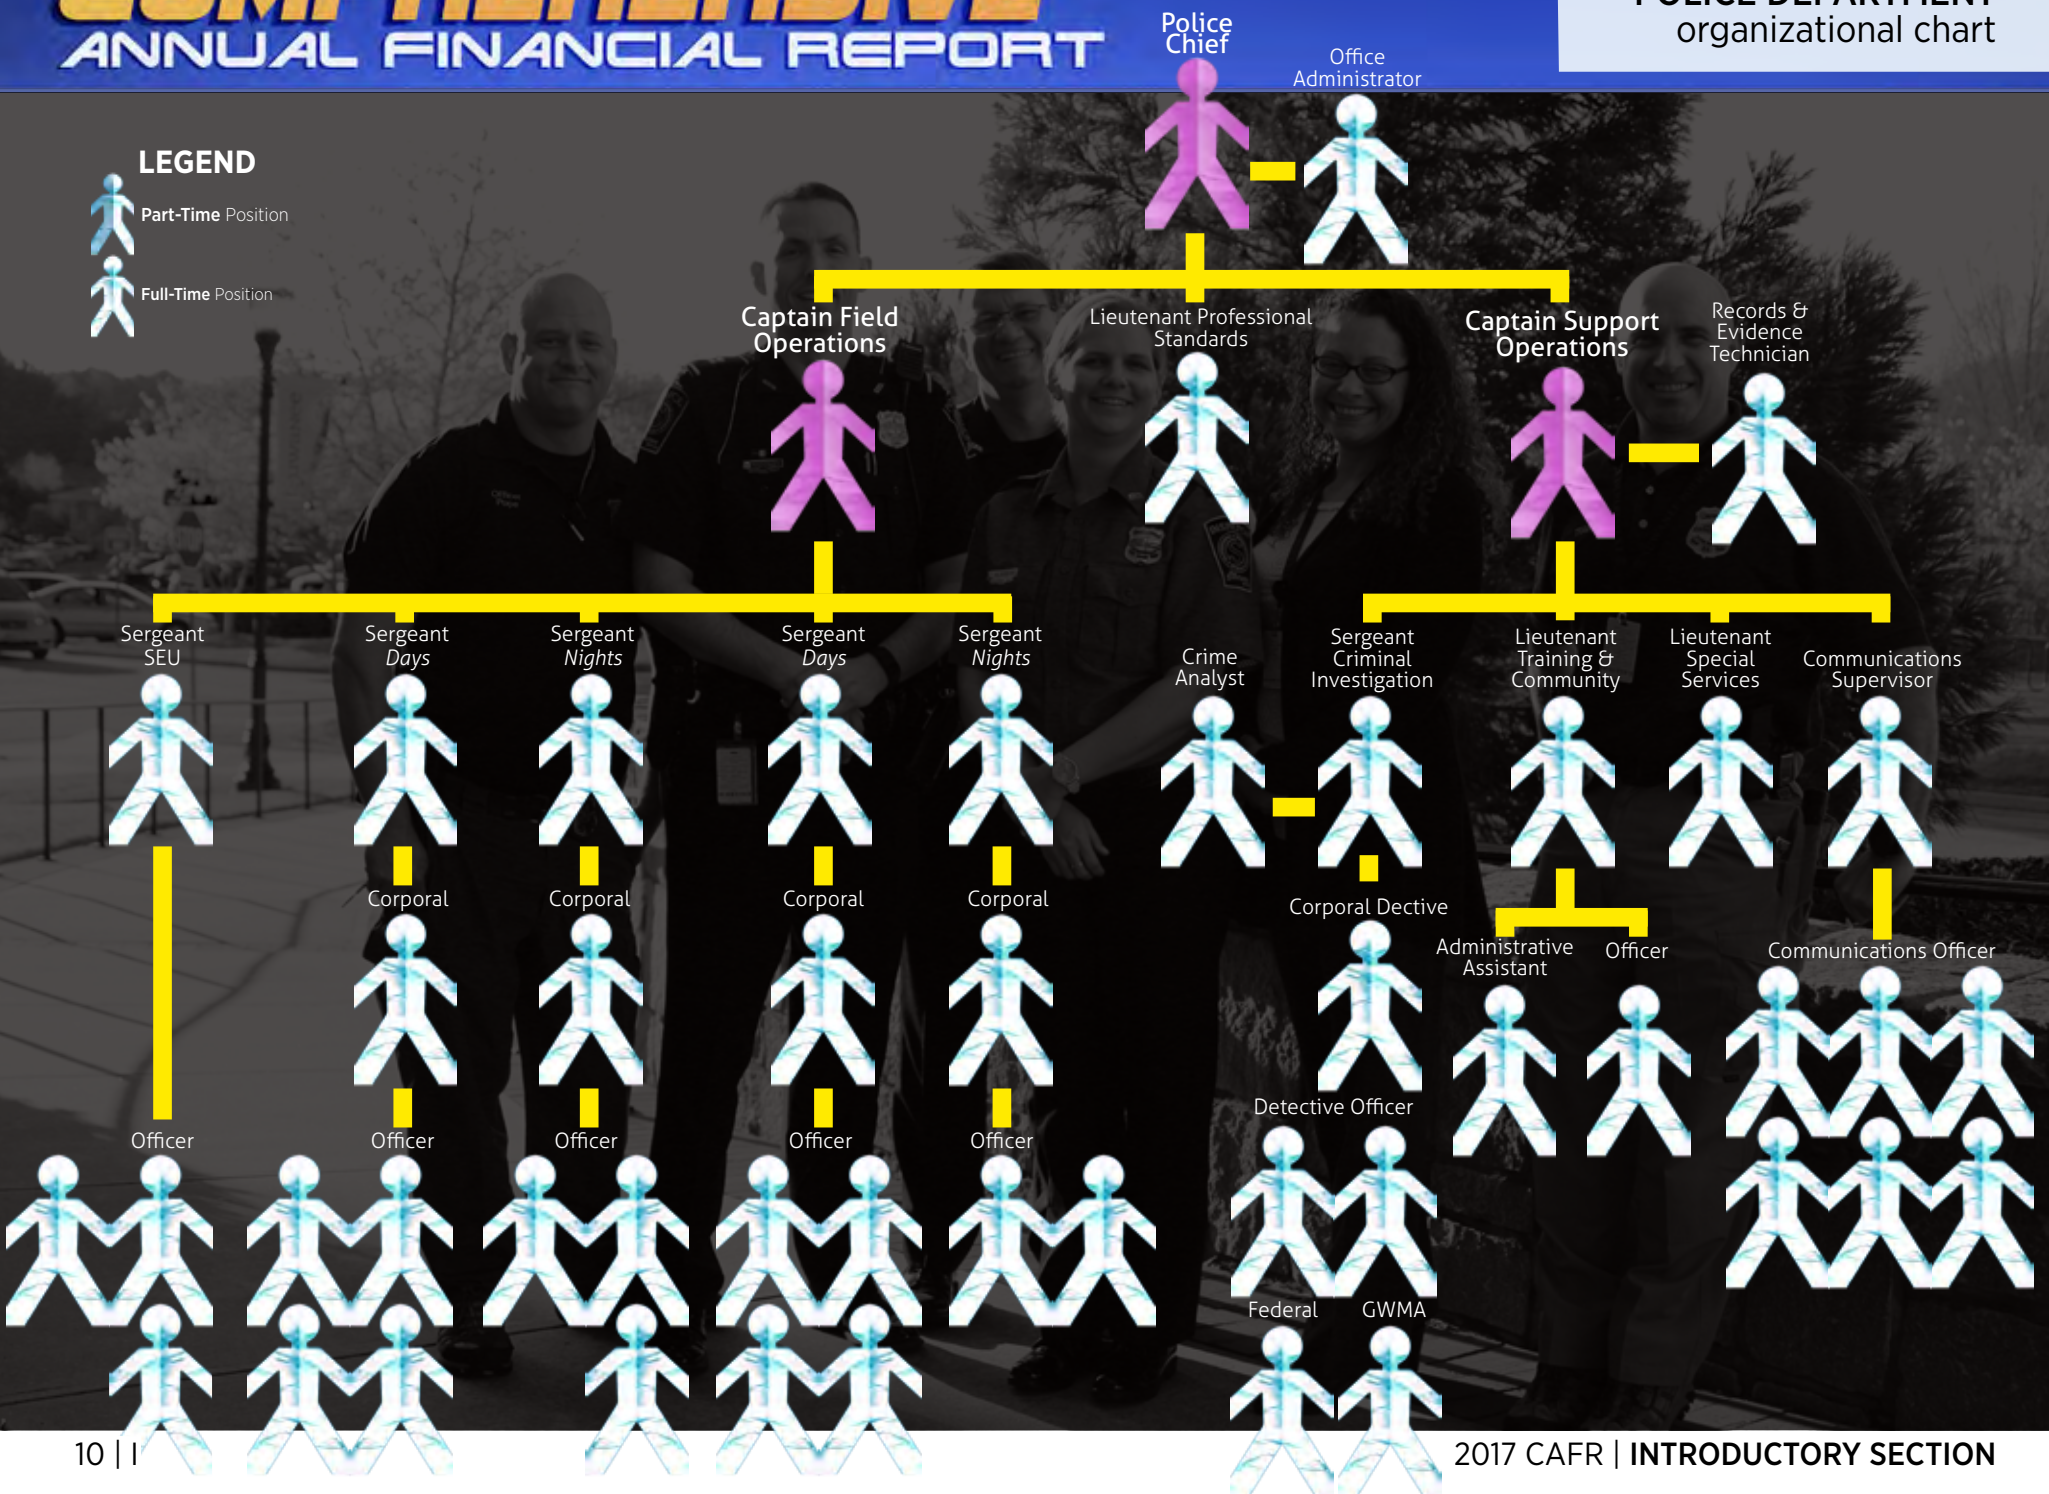 COMPREHENSIVE
ANNUAL FINANCIAL REPORT
POLICE DEPARTMENT
organizational chart
Police
Chief
Office
Administrator
LEGEND
Part-Time Position
Full-Time Position
Captain Field
Operations
Lieutenant Professional
Standards
Captain Support
Operations
Records &
Evidence
Technician
Sergeant
SEU
Sergeant
Days
Sergeant
Nights
Sergeant
Days
Sergeant
Nights
Crime
Analyst
Sergeant
Criminal
Investigation
Lieutenant
Training &
Community
Lieutenant
Special
Services
Communications
Supervisor
Corporal
Corporal
Corporal
Corporal
Corporal Dective
Administrative
Assistant
Officer
Communications Officer
Detective Officer
Officer
Officer
Officer
Officer
Officer
Federal
GWMA
10 | I
2017 CAFR | INTRODUCTORY SECTION